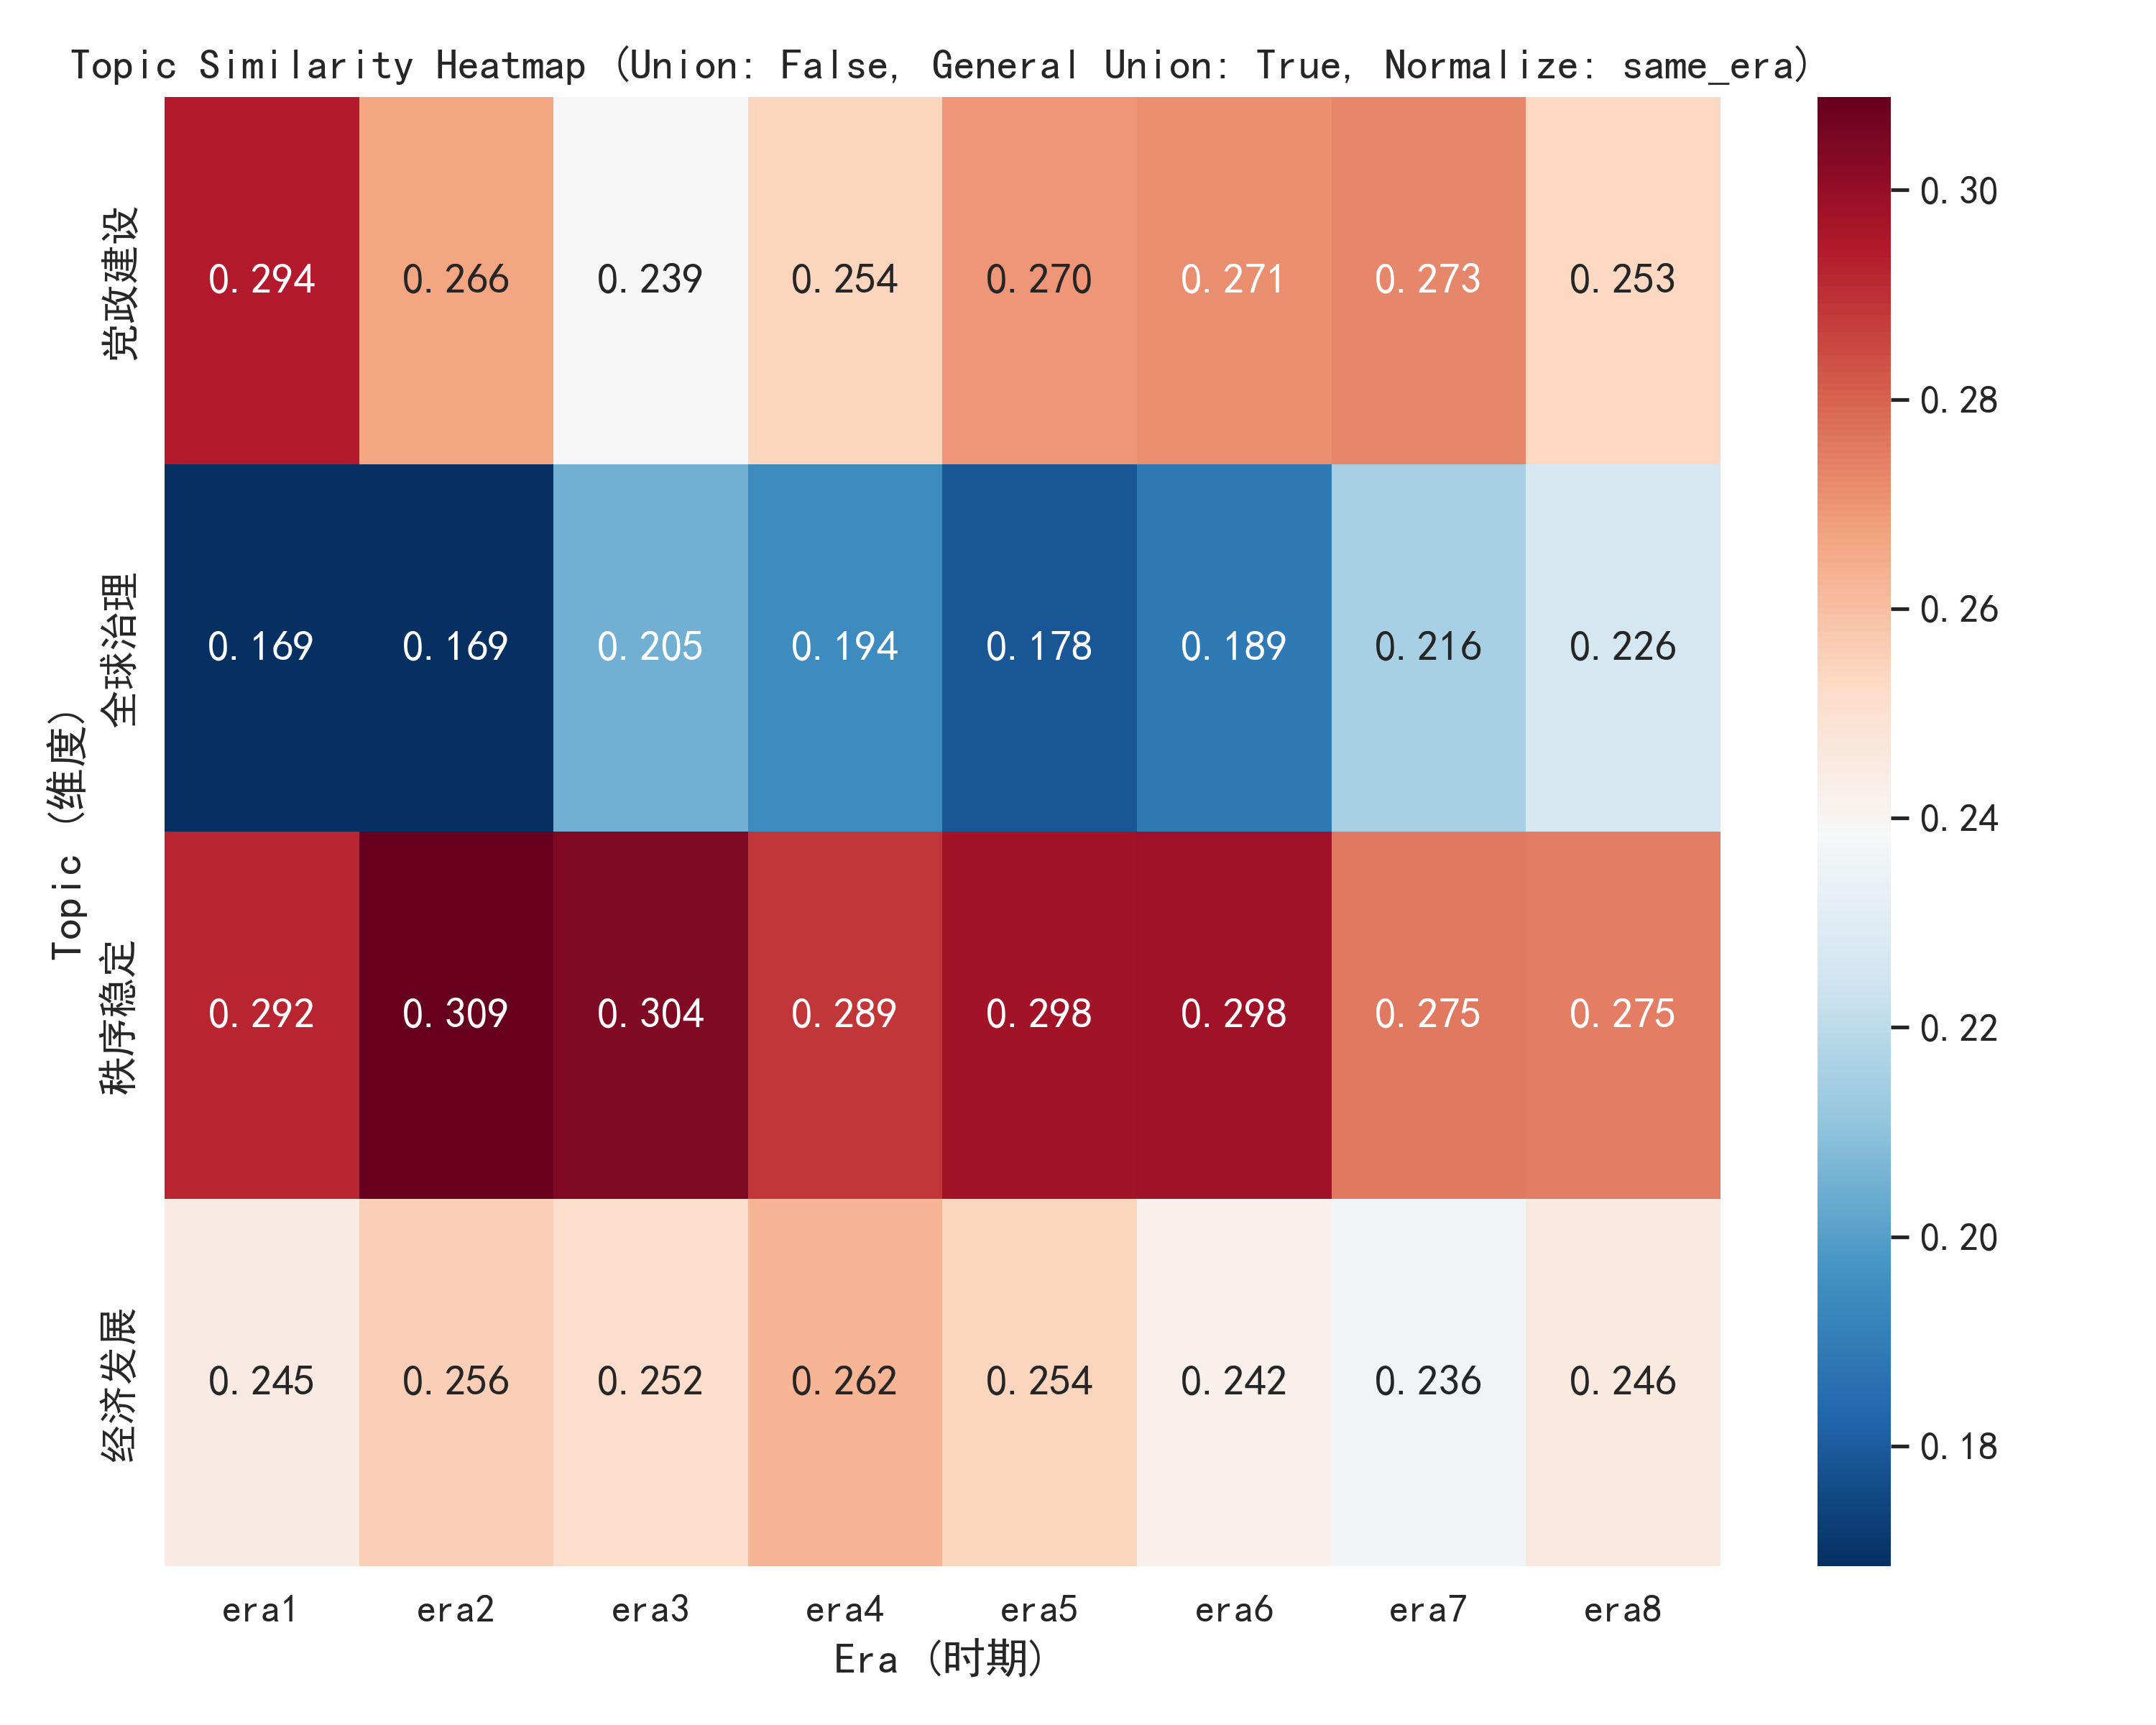 Topic Similarity Heatmap (Union: False, General Union: True, Normalize: same_era)
Topic (维度)
党政建设
0.294 0.266 0.239 0.254 0.270 0.271 0.273 0.253
全球治理
0.169 0.169 0.205 0.194 0.178 0.189 0.216 0.226
秩序稳定
0.292 0.309 0.304 0.289 0.298 0.298 0.275 0.275
经济发展
0.245 0.256 0.252 0.262 0.254 0.242 0.236 0.246
era1 era2 era3 era4 era5 era6 era7 era8
Era (时期)
0.30
0.28
0.26
0.24
0.22
0.20
0.18